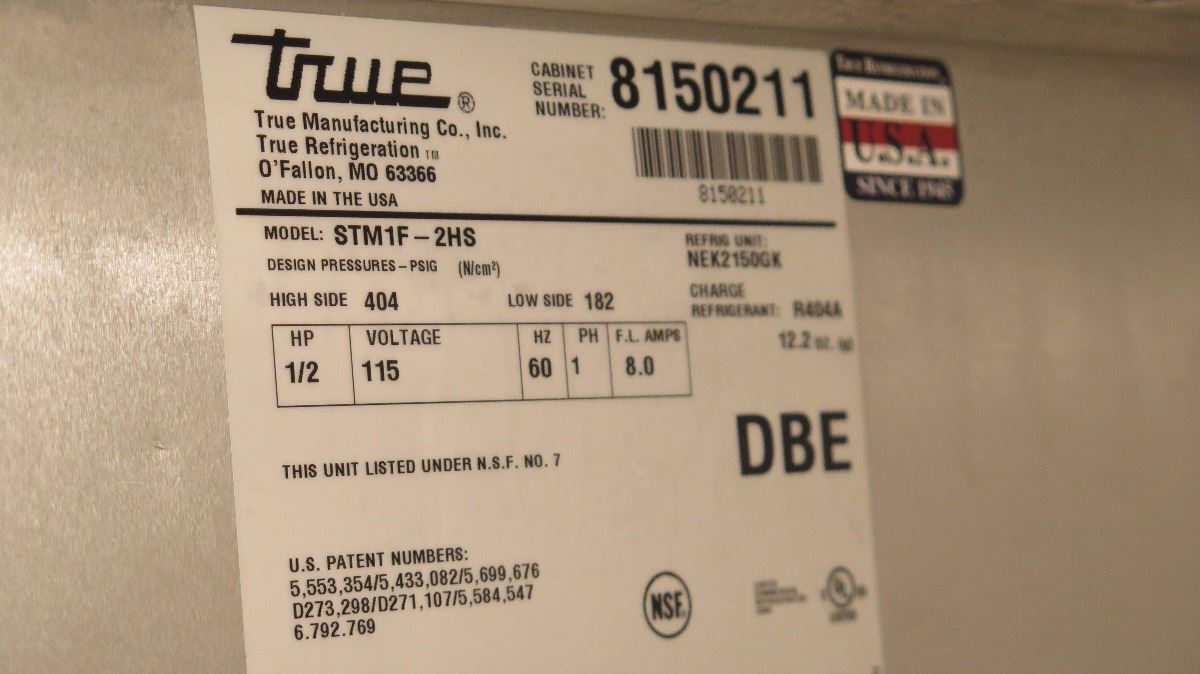 true®
True Manufacturing Co., Inc.
True Refrigeration TM
O'Fallon, MO 63366
MADE IN THE USA
CABINET
SERIAL
NUMBER: 8150211
8150211
MADE IN
U.S.A.
SINCE 1945
MODEL: STM1F-2HS
DESIGN PRESSURES-PSIG (N/cm²)
HIGH SIDE 404 LOW SIDE 182
REFRIG UNIT:
NEK2150GK
CHARGE
REFRIGERANT: R404A
12.2 oz.
HP VOLTAGE HZ PH F.L. AMPS
1/2 115 60 1 8.0
DBE
THIS UNIT LISTED UNDER N.S.F. NO. 7
U.S. PATENT NUMBERS:
5,553,354/5,433,082/5,699,676
D273,298/D271,107/5,584,547
6.792.769
NSF
UL